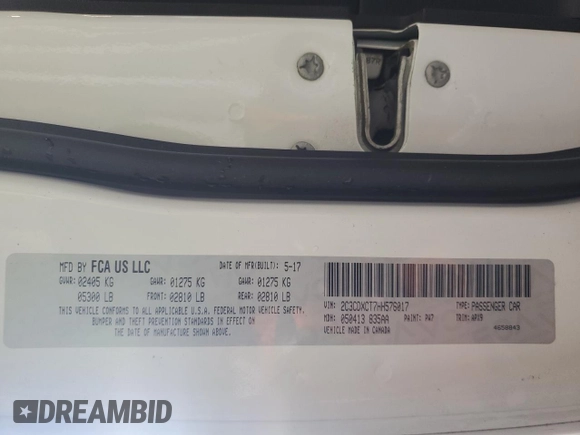 MFD BY FCA US LLC DATE OF MFR(BUILT): 5-17
GVWR: 02405 KG GAWR: 01275 KG GAWR: 01275 KG
05300 LB FRONT: 02810 LB REAR: 02810 LB
THIS VEHICLE CONFORMS TO ALL APPLICABLE U.S.A. FEDERAL MOTOR VEHICLE SAFETY,
BUMPER AND THEFT PREVENTION STANDARDS IN EFFECT ON THE DATE
OF MANUFACTURE SHOWN ABOVE.
VIN: 2C3CDXCT7HH576017 TYPE: PASSENGER CAR
MDH: 050413 835AA PAINT: PW7 TRIM: APX9
VEHICLE MADE IN CANADA 4658843
DREAMBID